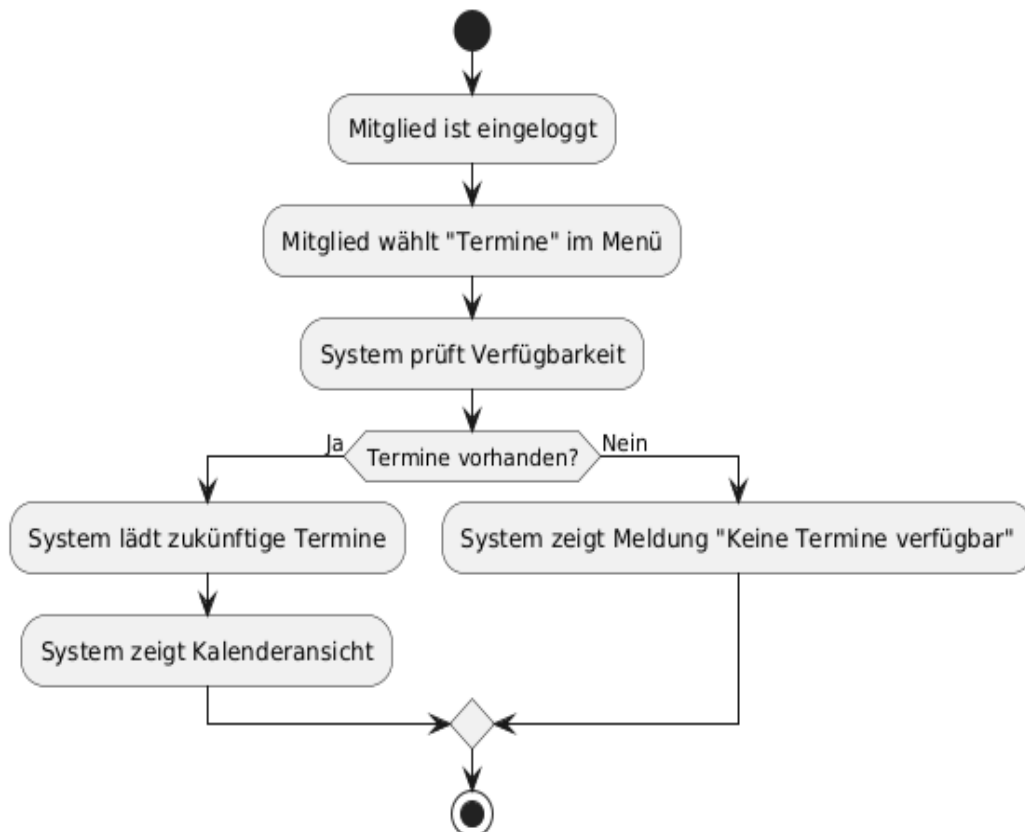 Mitglied ist eingeloggt
Mitglied wählt "Termine" im Menü
System prüft Verfügbarkeit
Ja
Termine vorhanden?
Nein
System lädt zukünftige Termine
System zeigt Meldung "Keine Termine verfügbar"
System zeigt Kalenderansicht